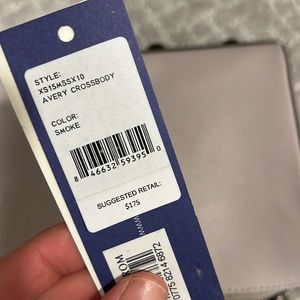 STYLE:
XS15MSSX10
AVERY CROSSBODY
COLOR:
SMOKE
8 46632 59395 0
SUGGESTED RETAIL:
$175